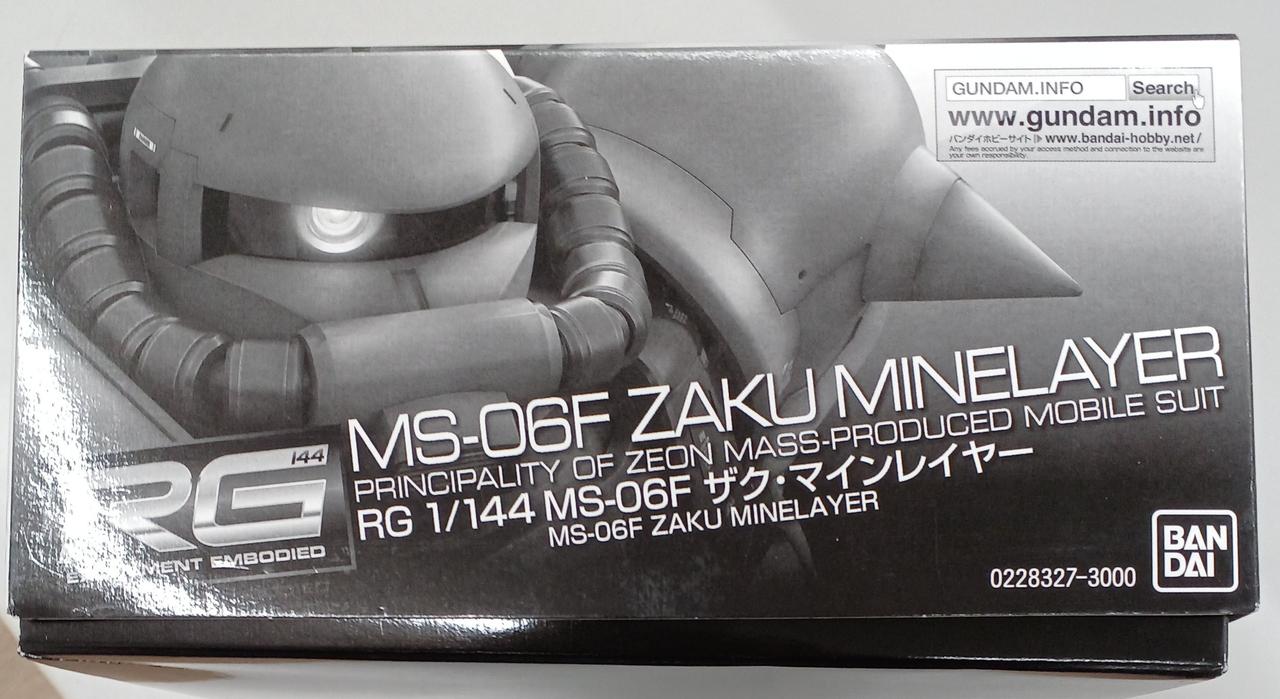 GUNDAM.INFO Search
www.gundam.info
バンダイホビーサイト www.bandai-hobby.net/
Any fees accrued by your access method and connection to the website are
your own responsibility.
MS-06F ZAKU MINELAYER
PRINCIPALITY OF ZEON MASS-PRODUCED MOBILE SUIT
RG 1/144 MS-06F ザク・マインレイヤー
MS-06F ZAKU MINELAYER
144
RG
EMBODIED
0228327-3000
BAN
DAI